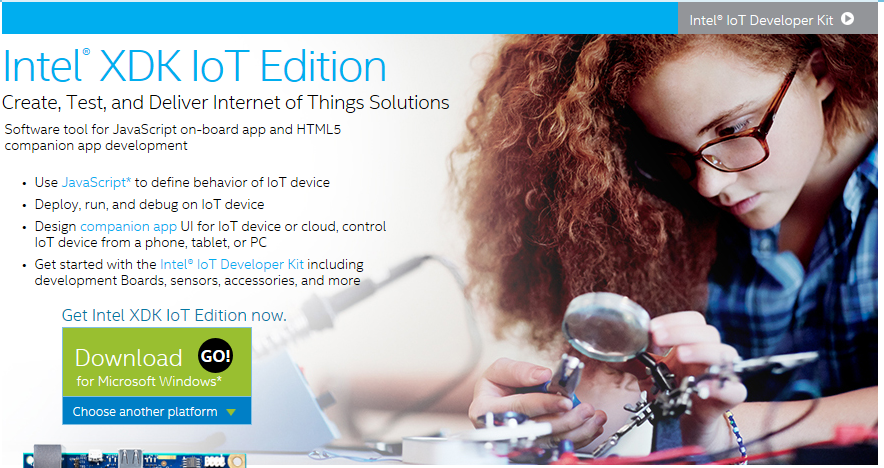 Intel® IoT Developer Kit
Intel® XDK IoT Edition
Create, Test, and Deliver Internet of Things Solutions
Software tool for JavaScript on-board app and HTML5
companion app development
• Use JavaScript* to define behavior of IoT device
• Deploy, run, and debug on IoT device
• Design companion app UI for IoT device or cloud, control
IoT device from a phone, tablet, or PC
• Get started with the Intel® IoT Developer Kit including
development Boards, sensors, accessories, and more
Get Intel XDK IoT Edition now.
Download GO!
for Microsoft Windows*
Choose another platform